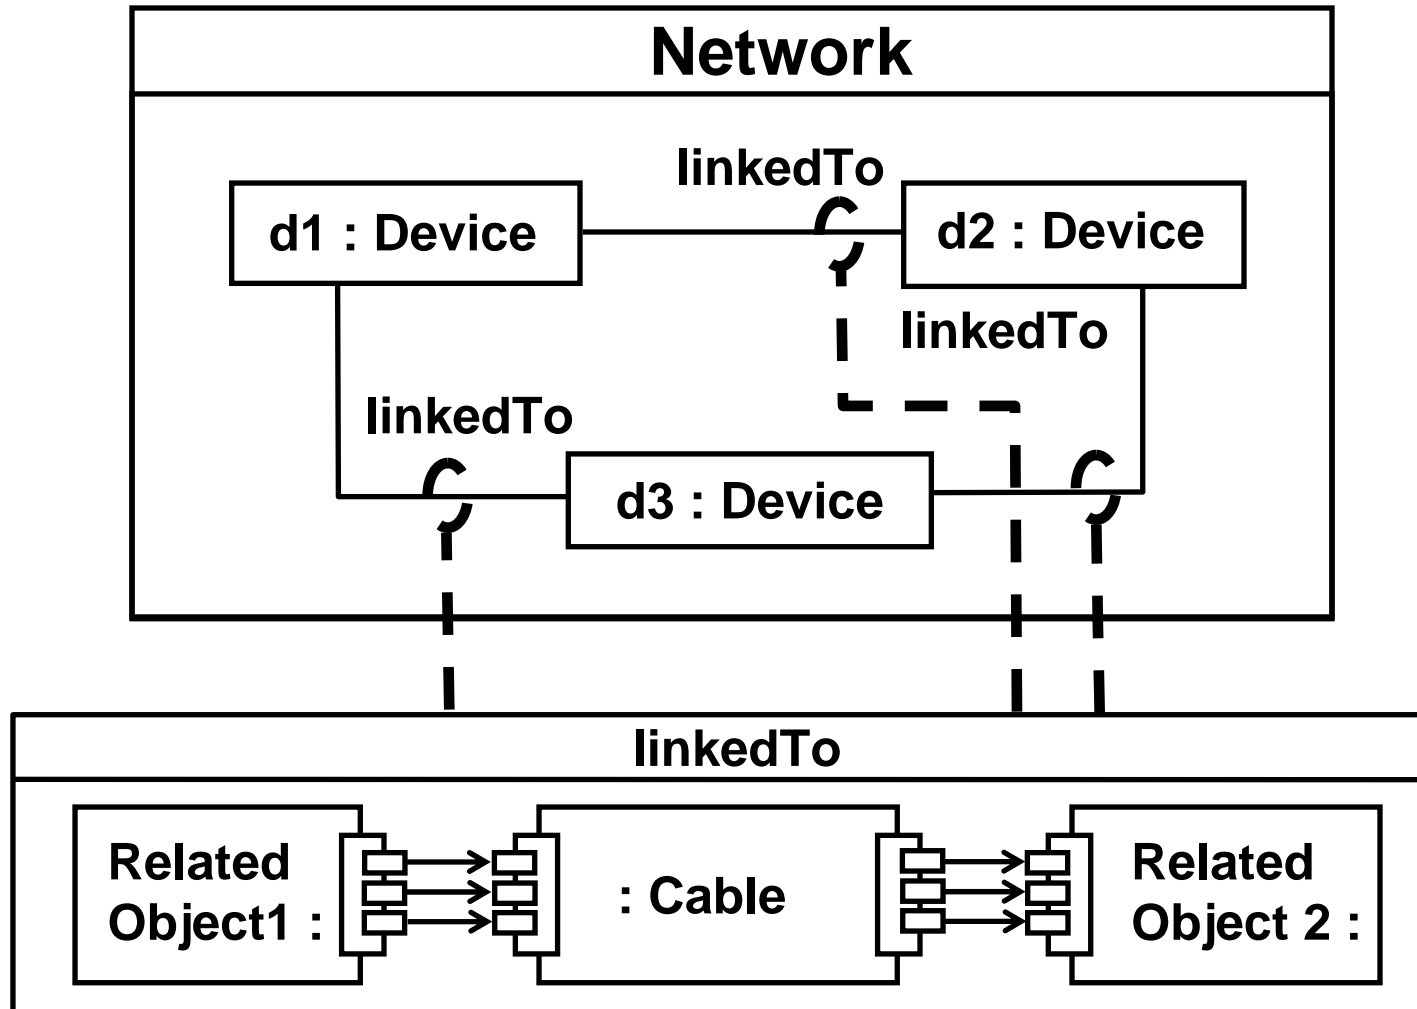 Network
linkedTo
d1 : Device
d2 : Device
linkedTo
linkedTo
d3 : Device
linkedTo
Related
Object1 :
: Cable
Related
Object 2 :